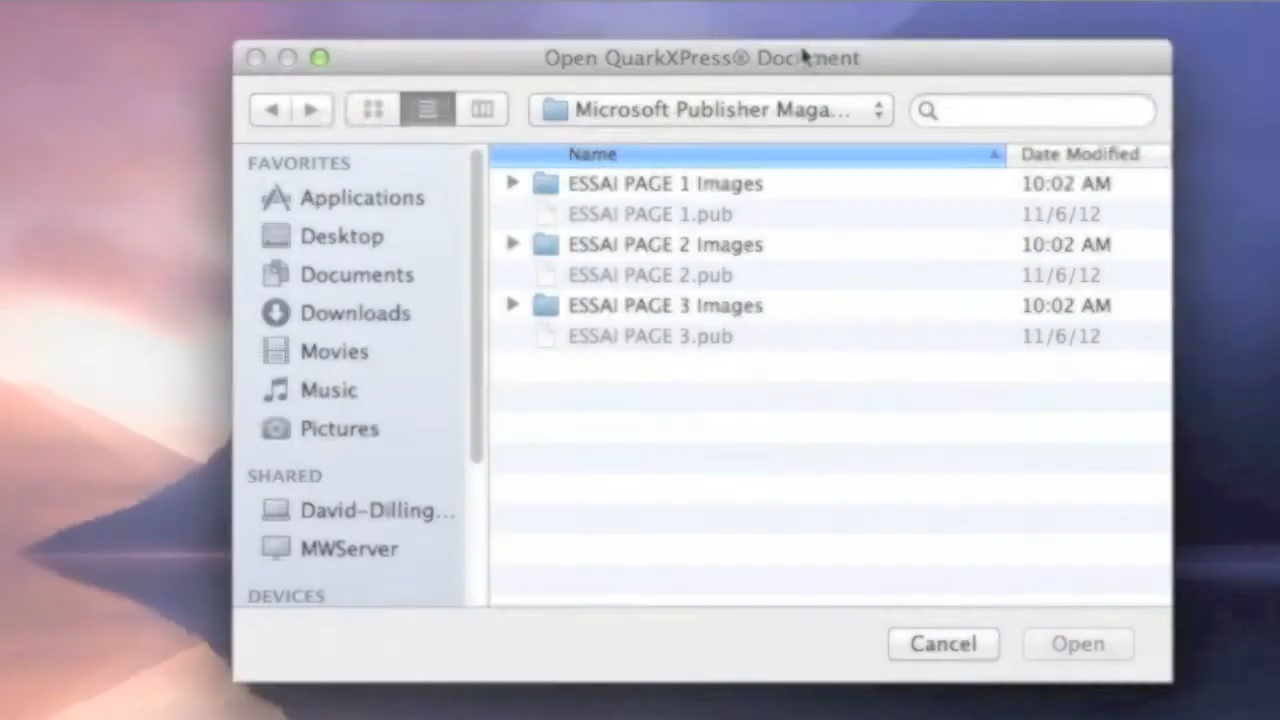 Open QuarkXPress® Document
Microsoft Publisher Maga...
FAVORITES
Applications
Desktop
Documents
Downloads
Movies
Music
Pictures
SHARED
David-Dilling...
MWServer
DEVICES
Name Date Modified
ESSAI PAGE 1 Images 10:02 AM
ESSAI PAGE 1.pub 11/6/12
ESSAI PAGE 2 Images 10:02 AM
ESSAI PAGE 2.pub 11/6/12
ESSAI PAGE 3 Images 10:02 AM
ESSAI PAGE 3.pub 11/6/12
Cancel Open